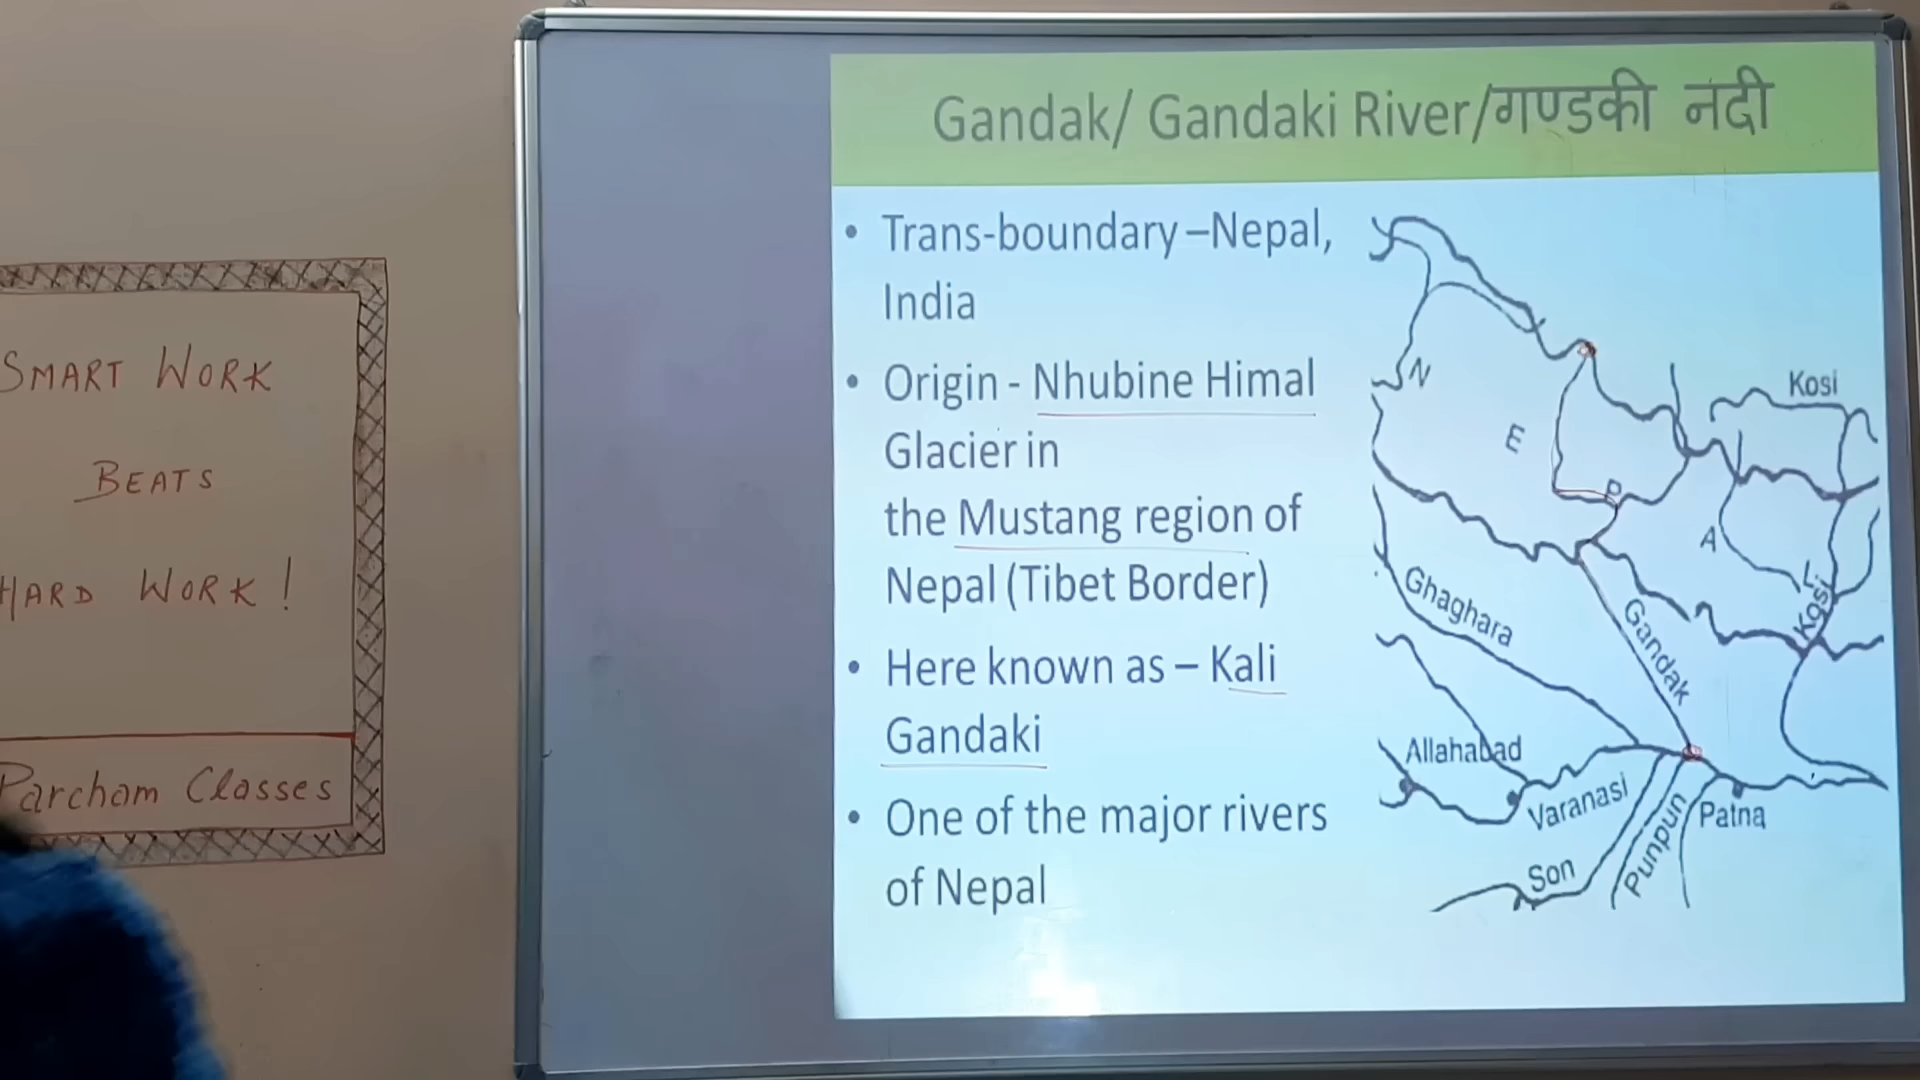 SMART WORK
BEATS
HARD WORK!
Parcham Classes
Gandak/ Gandaki River/गण्डकी नदी
• Trans-boundary –Nepal,
India
• Origin - Nhubine Himal
Glacier in
the Mustang region of
Nepal (Tibet Border)
• Here known as – Kali
Gandaki
• One of the major rivers
of Nepal
Kosi
N
E
P
A
L
Kosi
Ghaghara
Gandak
Allahabad
Varanasi
Patna
Son
Punpun